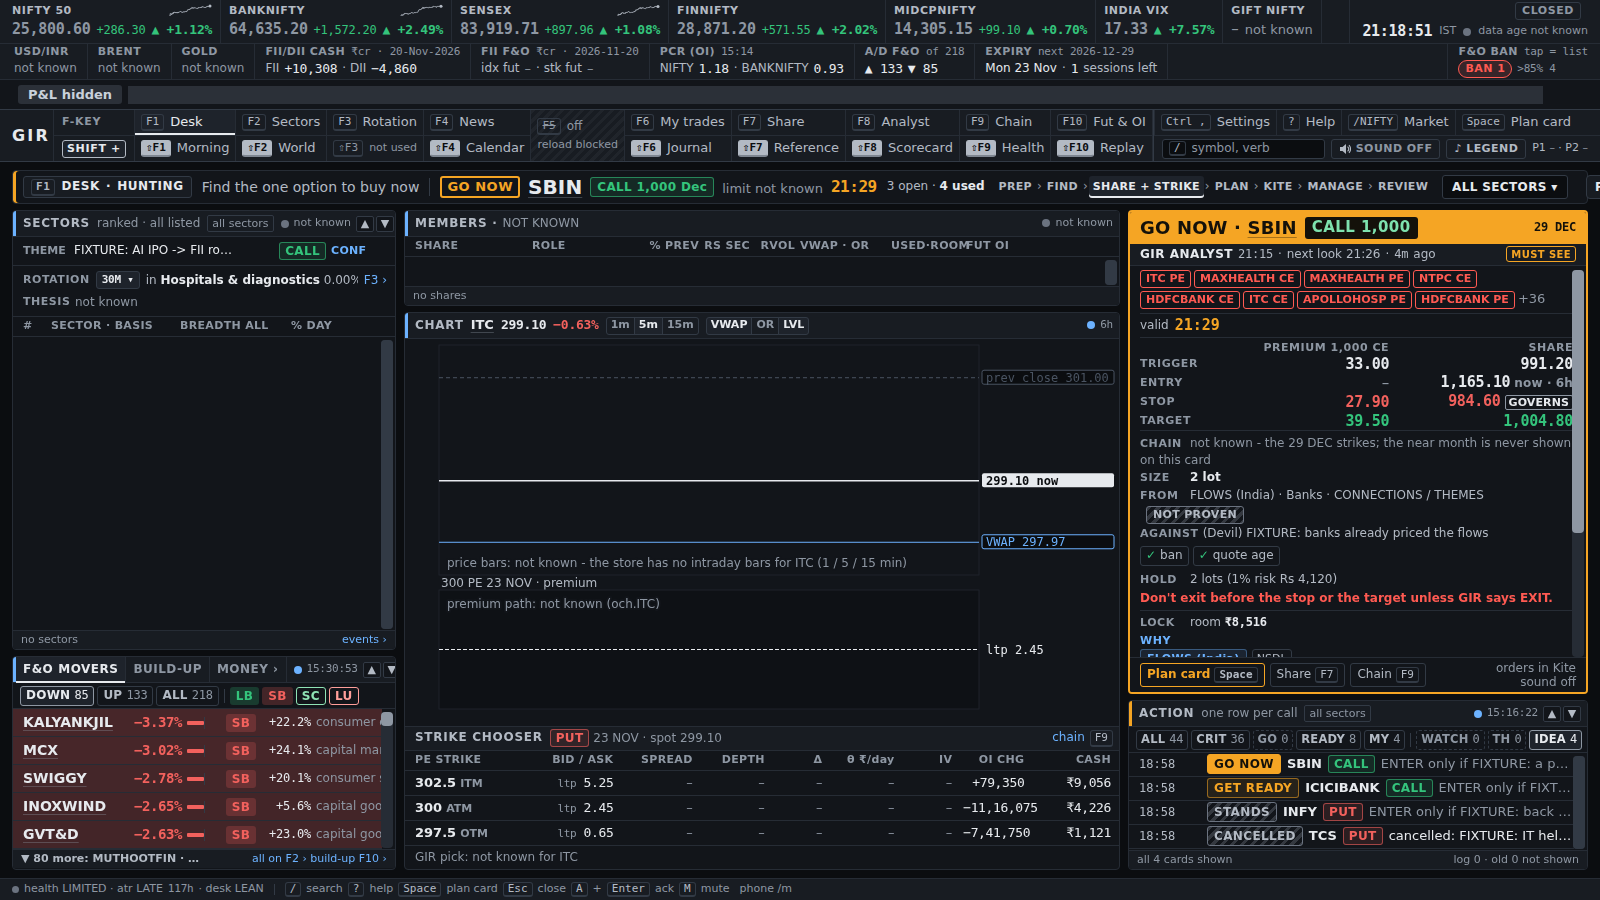 NIFTY 50
25,800.60 +286.30 ▲ +1.12%
BANKNIFTY
64,635.20 +1,572.20 ▲ +2.49%
SENSEX
83,919.71 +897.96 ▲ +1.08%
FINNIFTY
28,871.20 +571.55 ▲ +2.02%
MIDCPNIFTY
14,305.15 +99.10 ▲ +0.70%
INDIA VIX
17.33 ▲ +7.57%
GIFT NIFTY
– not known
CLOSED
21:18:51 IST data age not known
USD/INR
not known
BRENT
not known
GOLD
not known
FII/DII CASH ₹cr · 20-Nov-2026
FII +10,308 · DII −4,860
FII F&O ₹cr · 2026-11-20
idx fut – · stk fut –
PCR (OI) 15:14
NIFTY 1.18 · BANKNIFTY 0.93
A/D F&O of 218
▲ 133 ▼ 85
EXPIRY next 2026-12-29
Mon 23 Nov · 1 sessions left
F&O BAN tap = list
BAN 1 >85% 4
P&L hidden
GIR
F-KEY
F1 Desk F2 Sectors F3 Rotation F4 News F5 off F6 My trades F7 Share F8 Analyst F9 Chain F10 Fut & OI
Ctrl , Settings ? Help /NIFTY Market Space Plan card
SHIFT +
⇧F1 Morning ⇧F2 World ⇧F3 not used ⇧F4 Calendar reload blocked ⇧F6 Journal ⇧F7 Reference ⇧F8 Scorecard ⇧F9 Health ⇧F10 Replay
/ symbol, verb SOUND OFF ♪ LEGEND P1 – · P2 –
F1 DESK · HUNTING Find the one option to buy now GO NOW SBIN CALL 1,000 Dec limit not known 21:29 3 open · 4 used PREP › FIND › SHARE + STRIKE › PLAN › KITE › MANAGE › REVIEW ALL SECTORS ▾
SECTORS ranked · all listed all sectors not known ▲ ▼
THEME FIXTURE: AI IPO -> FII ro… CALL CONF
ROTATION 30M ▾ in Hospitals & diagnostics 0.00% F3 ›
THESIS not known
# SECTOR · BASIS BREADTH ALL % DAY
no sectors events ›
F&O MOVERS BUILD-UP MONEY › 15:30:53 ▲ ▼
DOWN 85 UP 133 ALL 218 LB SB SC LU
KALYANKJIL −3.37% SB +22.2% consumer
MCX −3.02% SB +24.1% capital mar
SWIGGY −2.78% SB +20.1% consumer s
INOXWIND −2.65% SB +5.6% capital goo
GVT&D −2.63% SB +23.0% capital goo
▼ 80 more: MUTHOOTFIN · … all on F2 › build-up F10 ›
MEMBERS · NOT KNOWN not known
SHARE ROLE % PREV RS SEC RVOL VWAP · OR USED·ROOM FUT OI
no shares
CHART ITC 299.10 −0.63% 1m 5m 15m VWAP OR LVL 6h
prev close 301.00
299.10 now
VWAP 297.97
price bars: not known - the store has no intraday bars for ITC (1 / 5 / 15 min)
300 PE 23 NOV · premium
premium path: not known (och.ITC)
ltp 2.45
STRIKE CHOOSER PUT 23 NOV · spot 299.10 chain F9
PE STRIKE BID / ASK SPREAD DEPTH Δ θ ₹/day IV OI CHG CASH
302.5 ITM ltp 5.25 – – – – – +79,350 ₹9,056
300 ATM ltp 2.45 – – – – – −11,16,075 ₹4,226
297.5 OTM ltp 0.65 – – – – – −7,41,750 ₹1,121
GIR pick: not known for ITC
GO NOW · SBIN CALL 1,000 29 DEC
GIR ANALYST 21:15 · next look 21:26 · 4m ago MUST SEE
ITC PE MAXHEALTH CE MAXHEALTH PE NTPC CE
HDFCBANK CE ITC CE APOLLOHOSP PE HDFCBANK PE +36
valid 21:29
PREMIUM 1,000 CE SHARE
TRIGGER 33.00 991.20
ENTRY – 1,165.10 now · 6h
STOP 27.90 984.60 GOVERNS
TARGET 39.50 1,004.80
CHAIN not known - the 29 DEC strikes; the near month is never shown
on this card
SIZE 2 lot
FROM FLOWS (India) · Banks · CONNECTIONS / THEMES
NOT PROVEN
AGAINST (Devil) FIXTURE: banks already priced the flows
✓ ban ✓ quote age
HOLD 2 lots (1% risk Rs 4,120)
Don't exit before the stop or the target unless GIR says EXIT.
LOCK room ₹8,516
WHY
FLOWS (India) NSDL
Plan card Space Share F7 Chain F9 orders in Kite
sound off
ACTION one row per call all sectors 15:16:22 ▲ ▼
ALL 44 CRIT 36 GO 0 READY 8 MY 4 WATCH 0 TH 0 IDEA 4
18:58 GO NOW SBIN CALL ENTER only if FIXTURE: a p…
18:58 GET READY ICICIBANK CALL ENTER only if FIXT…
18:58 STANDS INFY PUT ENTER only if FIXTURE: back …
18:58 CANCELLED TCS PUT cancelled: FIXTURE: IT hel…
all 4 cards shown log 0 · old 0 not shown
health LIMITED · atr LATE 117h · desk LEAN / search ? help Space plan card Esc close A + Enter ack M mute phone /m